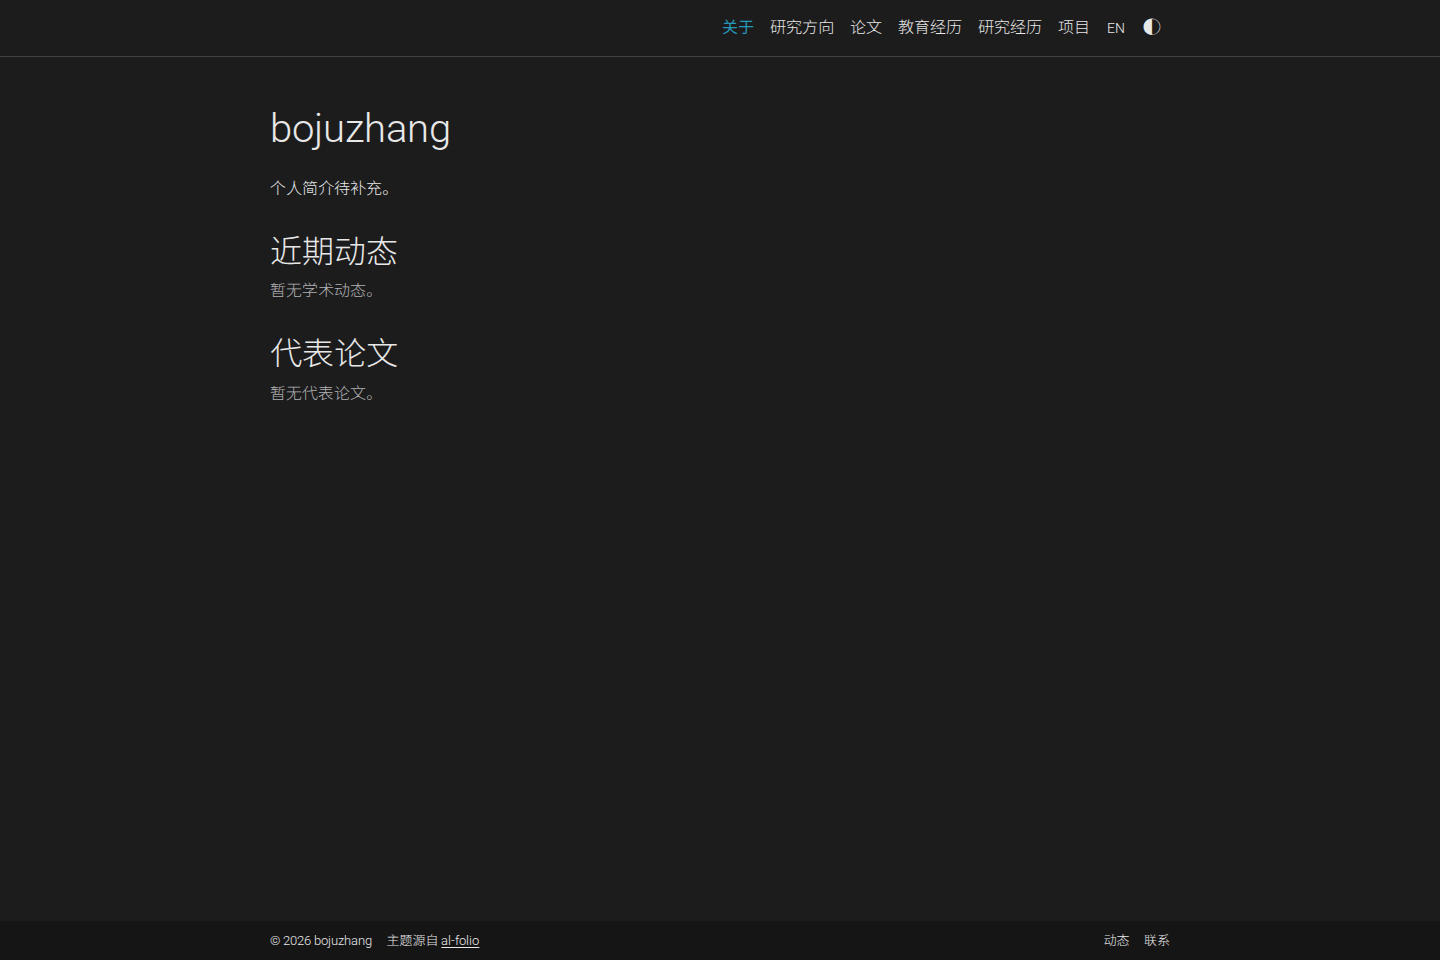 关于 研究方向 论文 教育经历 研究经历 项目 EN
bojuzhang
个人简介待补充。
近期动态
暂无学术动态。
代表论文
暂无代表论文。
© 2026 bojuzhang 主题源自 al-folio 动态 联系